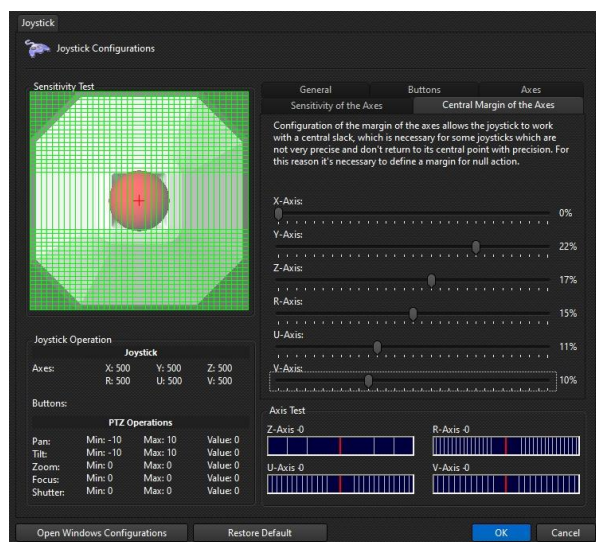 Joystick
Joystick Configurations
Sensitivity Test
General Buttons Axes
Sensitivity of the Axes Central Margin of the Axes
Configuration of the margin of the axes allows the joystick to work
with a central slack, which is necessary for some joysticks which are
not very precise and don't return to its central point with precision. For
this reason it's necessary to define a margin for null action.
X-Axis:
0%
Y-Axis:
22%
Z-Axis:
17%
R-Axis:
15%
U-Axis:
11%
V-Axis:
10%
Joystick Operation
Joystick
Axes: X: 500 Y: 500 Z: 500
R: 500 U: 500 V: 500
Buttons:
PTZ Operations
Pan: Min: -10 Max: 10 Value: 0
Tilt: Min: -10 Max: 10 Value: 0
Zoom: Min: 0 Max: 0 Value: 0
Focus: Min: 0 Max: 0 Value: 0
Shutter: Min: 0 Max: 0 Value: 0
Axis Test
Z-Axis -0 R-Axis -0
U-Axis -0 V-Axis -0
Open Windows Configurations Restore Default OK Cancel